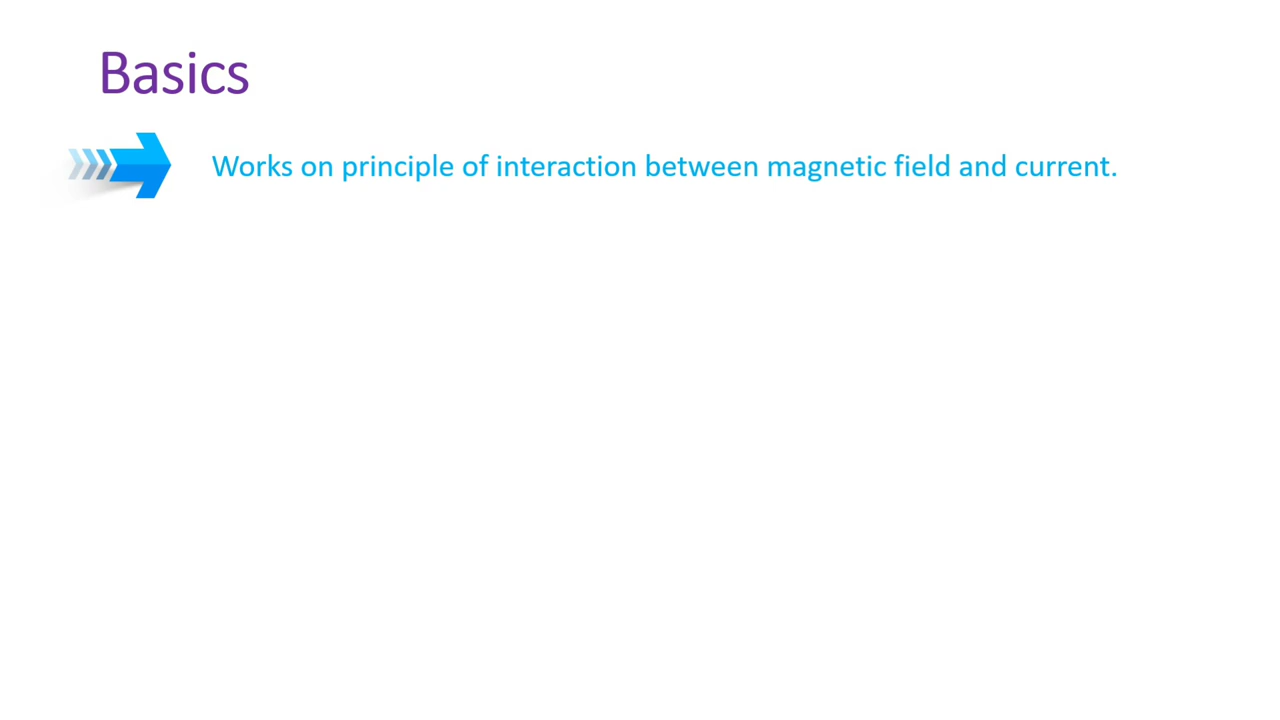 Basics
Works on principle of interaction between magnetic field and current.